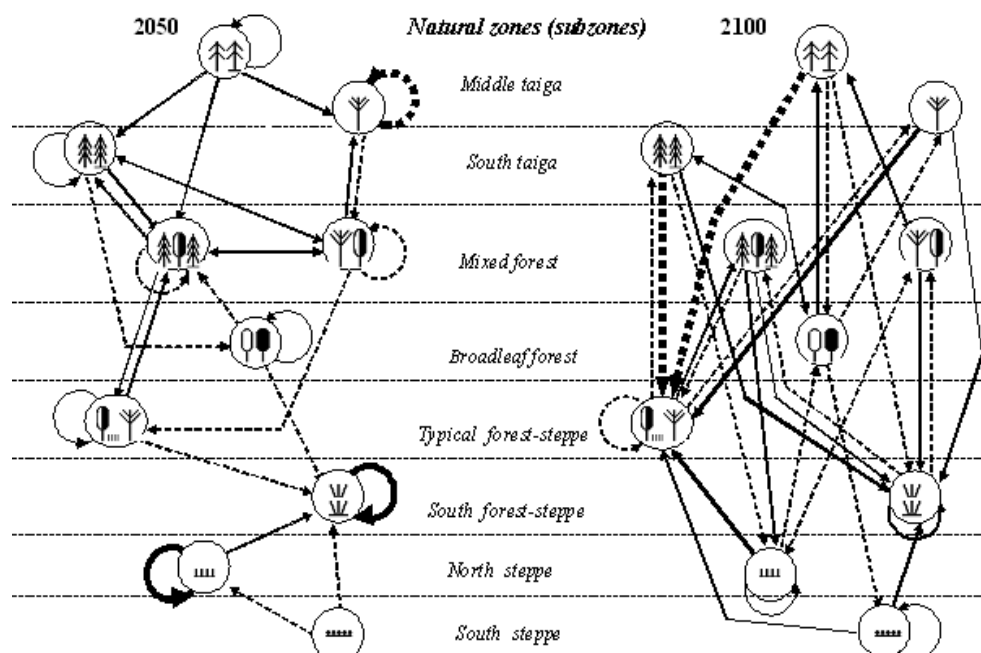 2050 Natural zones (subzones) 2100
Middle taiga
South taiga
Mixed forest
Broadleaf forest
Typical forest-steppe
South forest-steppe
North steppe
South steppe